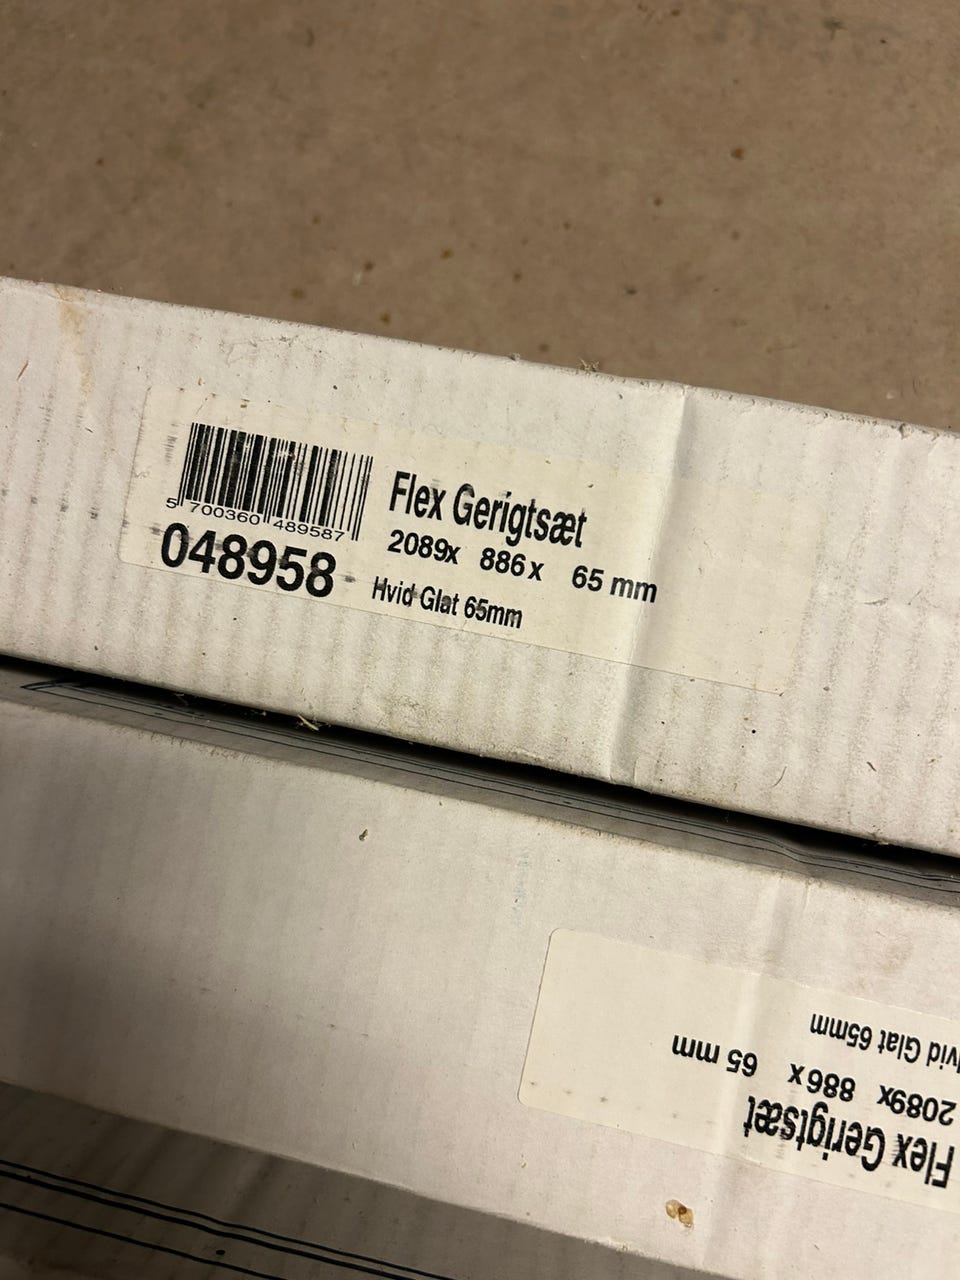 5 700360 489587
048958
Flex Gerigtsæt
2089x 886x 65 mm
Hvid Glat 65mm
Flex Gerigtsæt
2089x 886x 65 mm
Hvid Glat 65mm